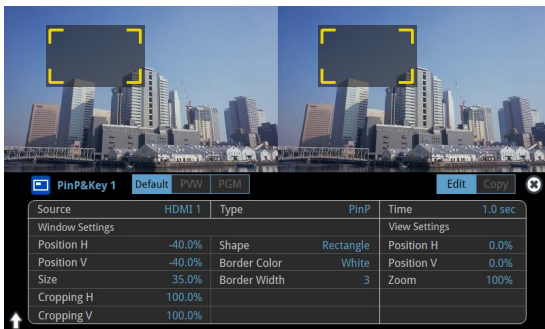 PinP&Key 1 Default PVW PGM Edit Copy
Source HDMI 1 Type PinP Time 1.0 sec
Window Settings View Settings
Position H -40.0% Shape Rectangle Position H 0.0%
Position V -40.0% Border Color White Position V 0.0%
Size 35.0% Border Width 3 Zoom 100%
Cropping H 100.0%
Cropping V 100.0%